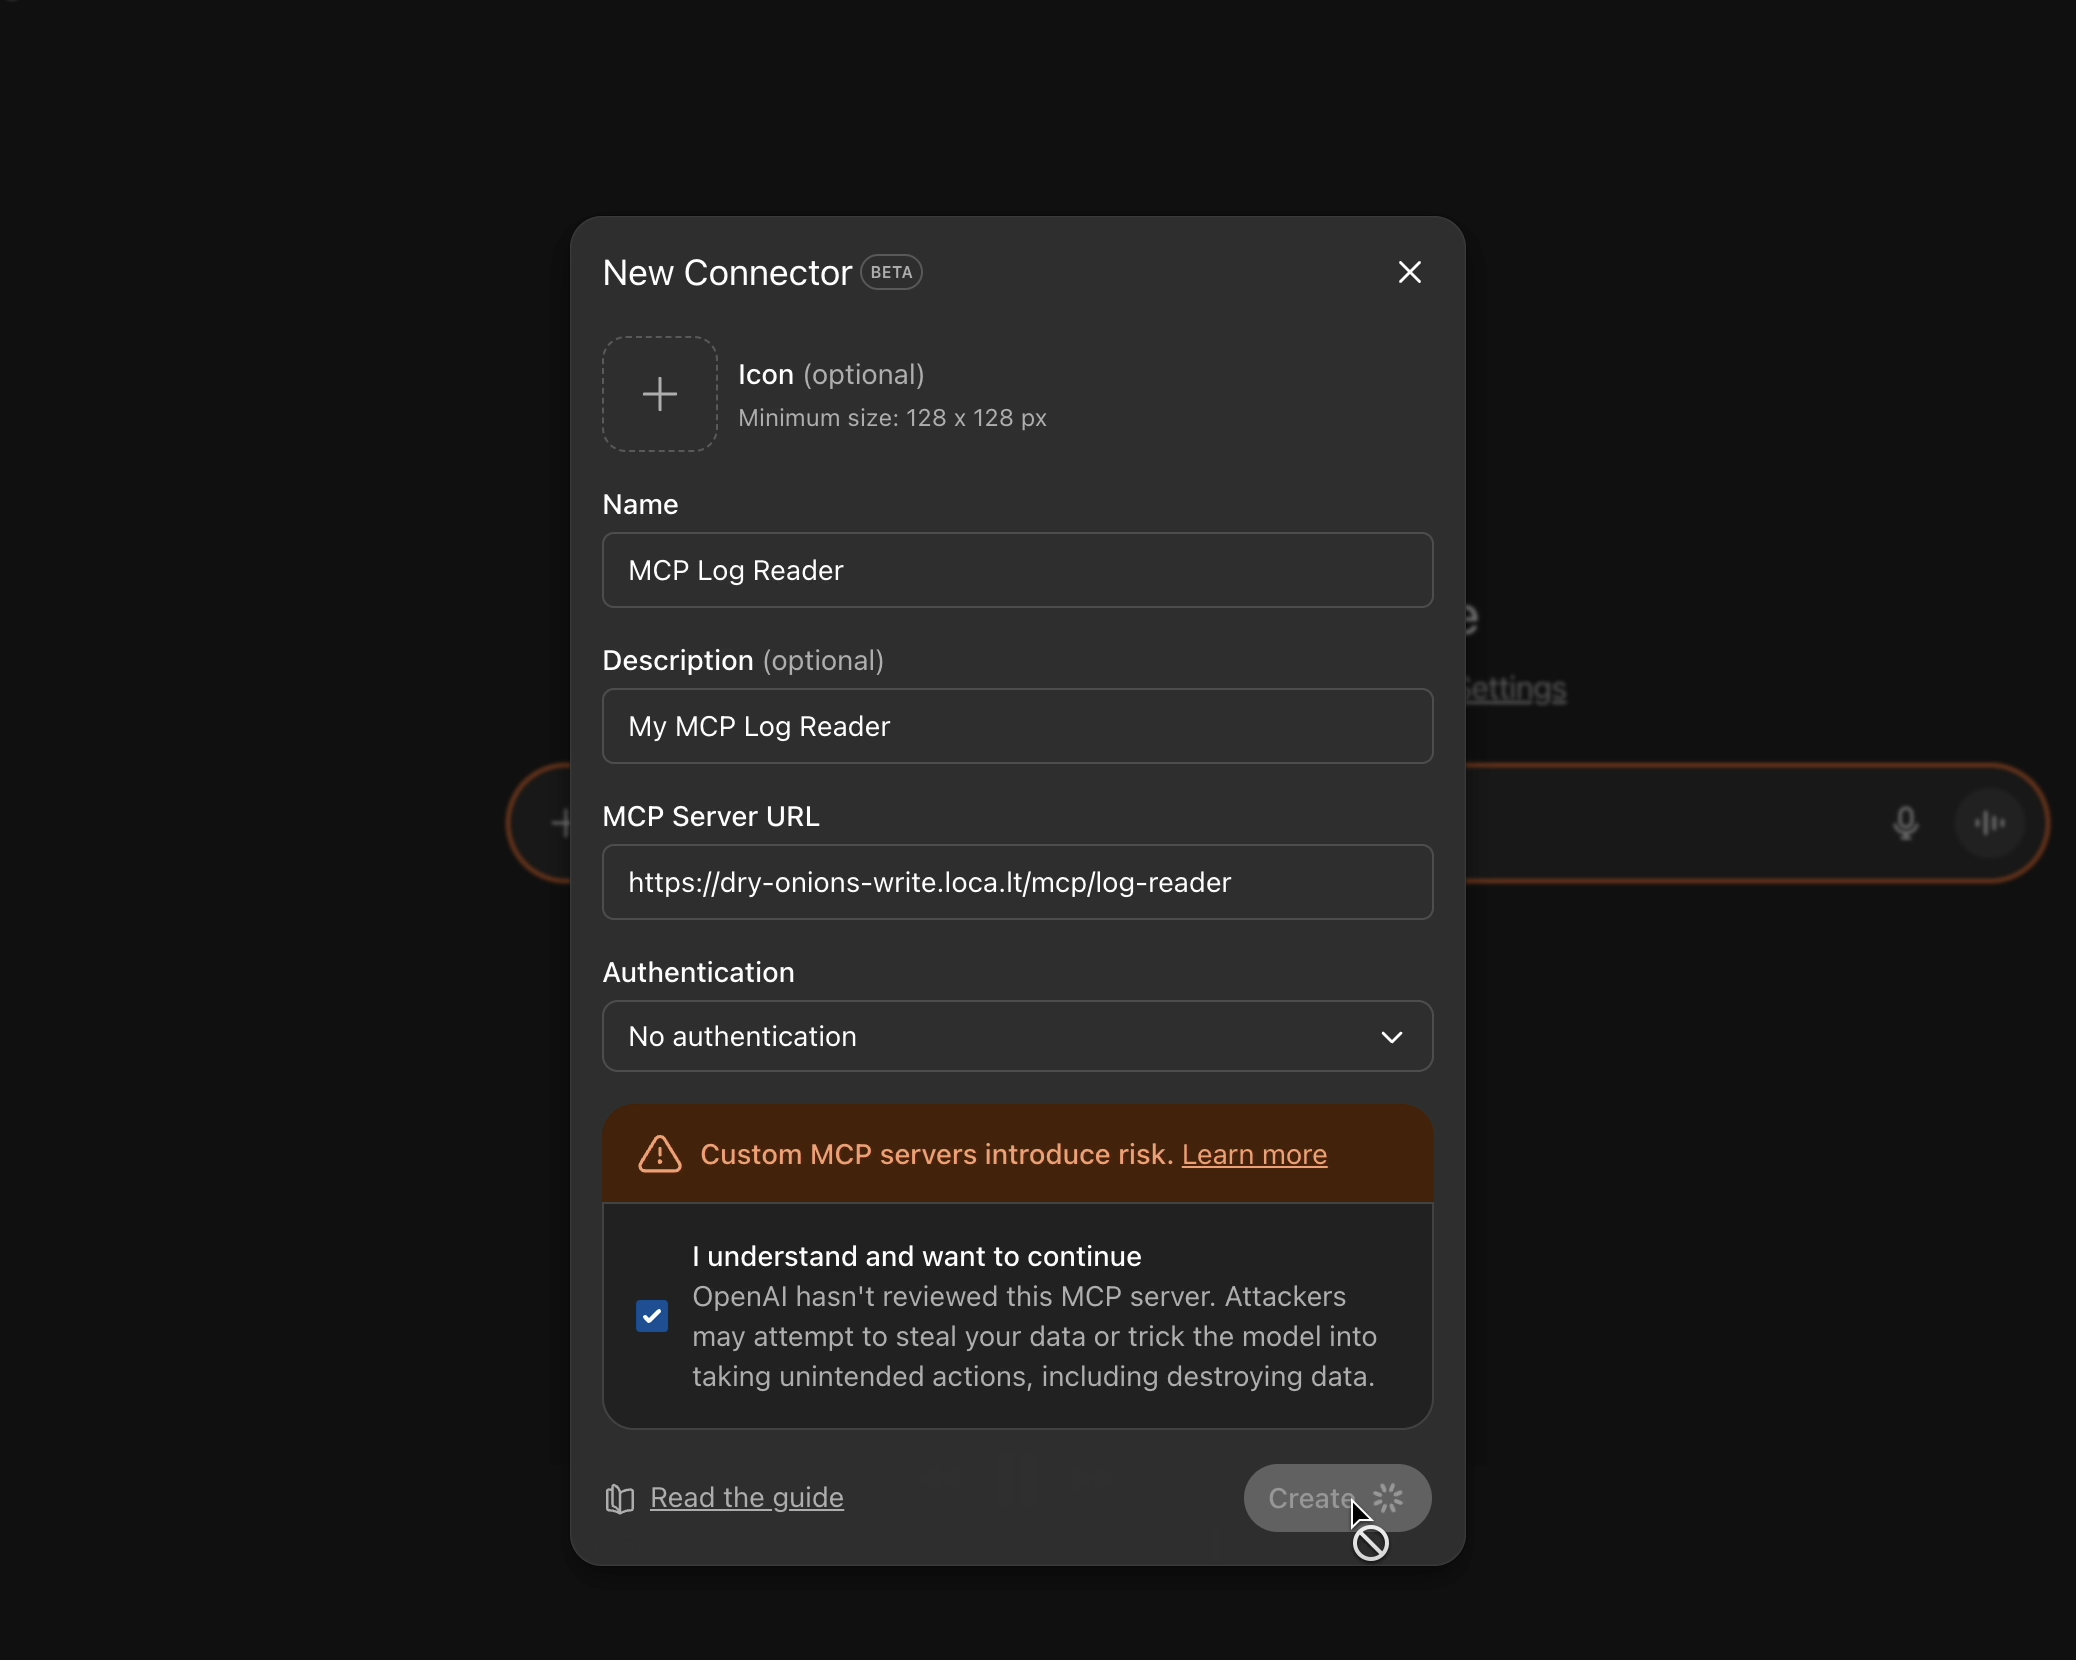 New Connector BETA
Icon (optional)
Minimum size: 128 x 128 px
Name
MCP Log Reader
Description (optional)
My MCP Log Reader
MCP Server URL
https://dry-onions-write.loca.lt/mcp/log-reader
Authentication
No authentication
Custom MCP servers introduce risk. Learn more
I understand and want to continue
OpenAI hasn't reviewed this MCP server. Attackers
may attempt to steal your data or trick the model into
taking unintended actions, including destroying data.
Read the guide
Create
Settings